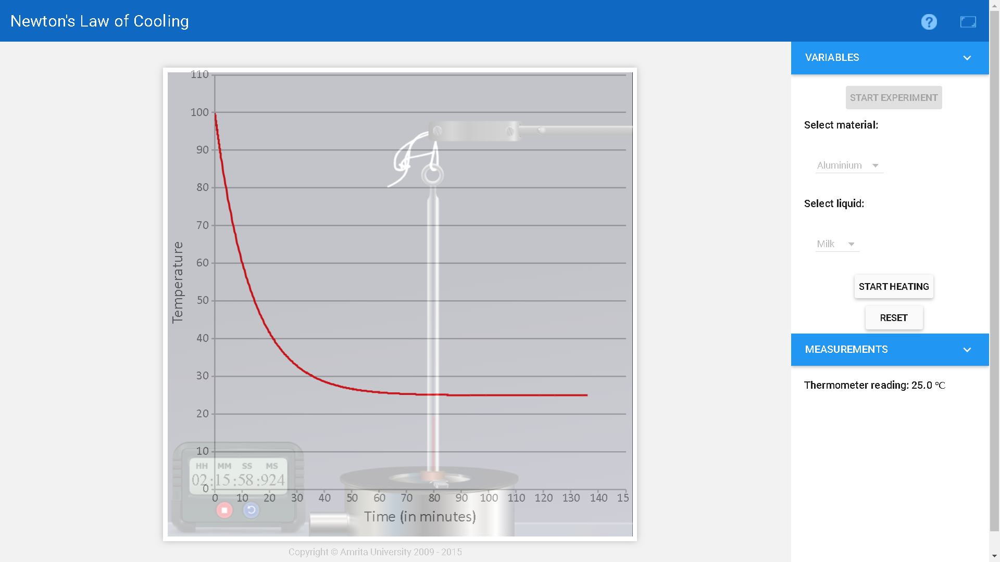 Newton's Law of Cooling
?
VARIABLES
START EXPERIMENT
Select material:
Aluminium
Select liquid:
Milk
START HEATING
RESET
MEASUREMENTS
Thermometer reading: 25.0 °C
110
100
90
80
70
60
50
40
30
20
10
0
Temperature
HH MM SS MS
02:15:58:924
0 10 20 30 40 50 60 70 80 90 100 110 120 130 140 15
Time (in minutes)
Copyright © Amrita University 2009 - 2015